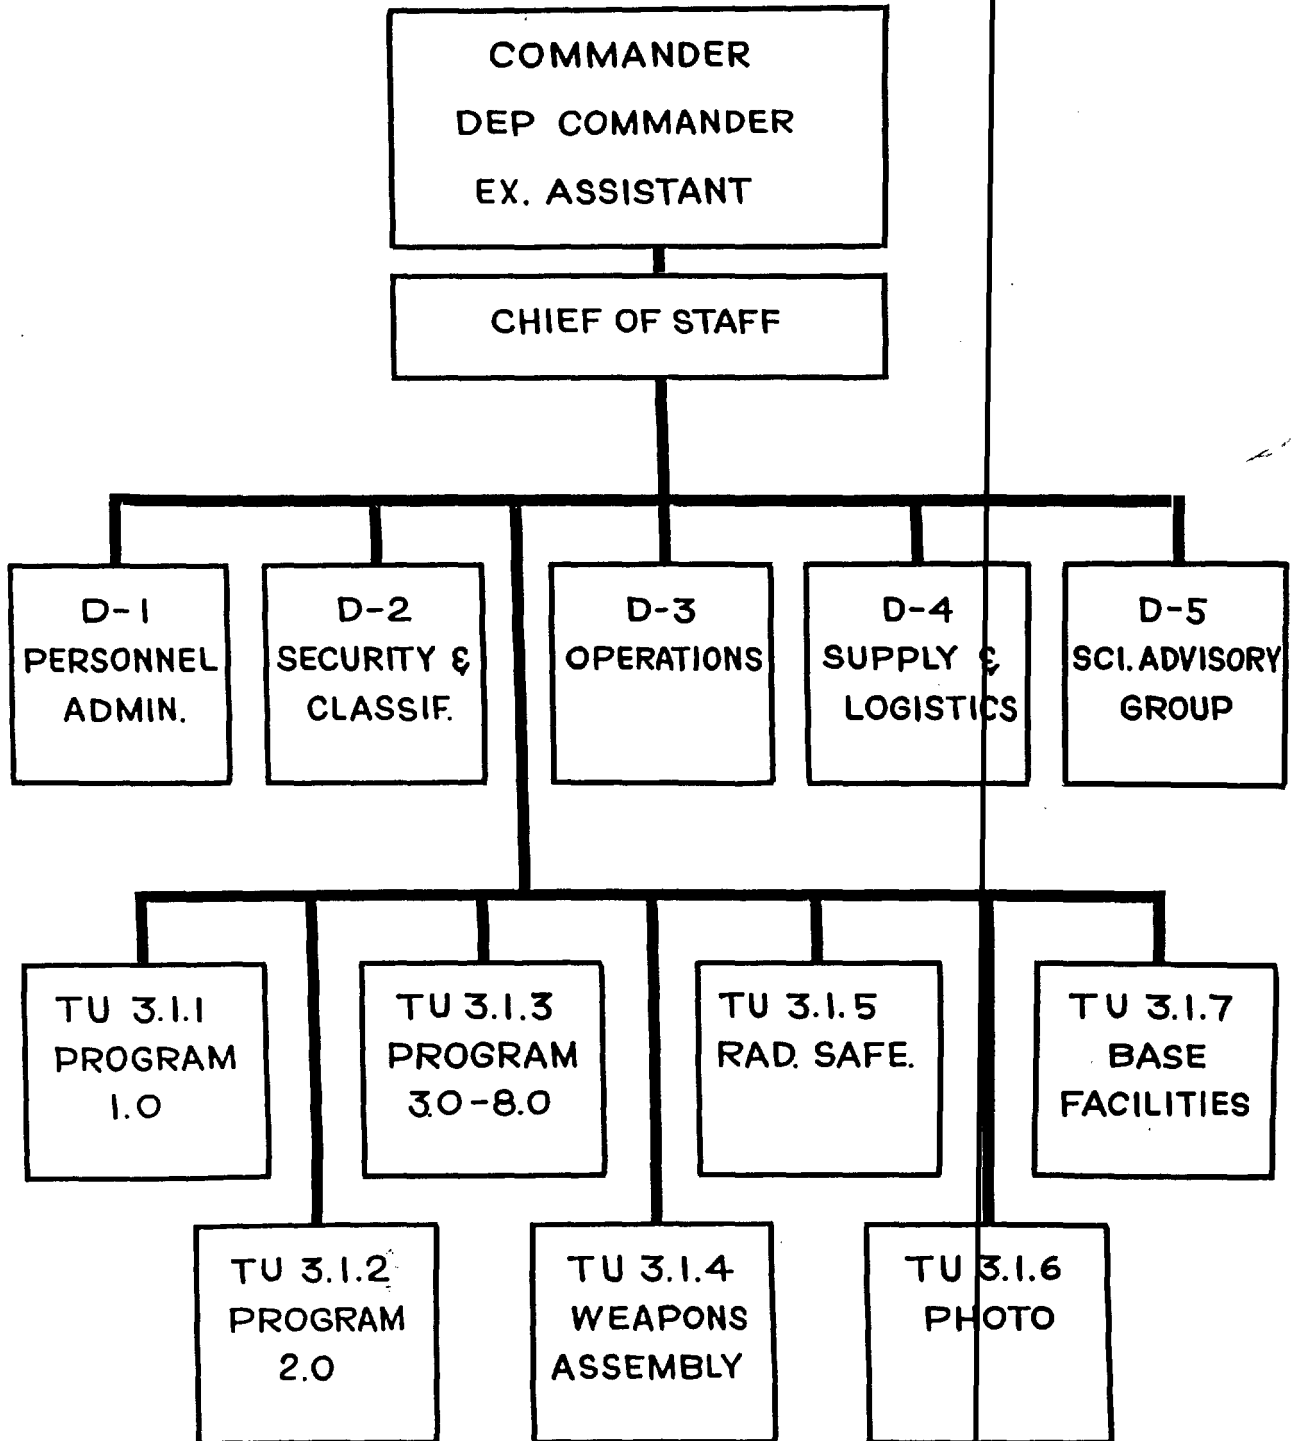 COMMANDER
DEP COMMANDER
EX. ASSISTANT
CHIEF OF STAFF
D-1
PERSONNEL
ADMIN.
D-2
SECURITY &
CLASSIF.
D-3
OPERATIONS
D-4
SUPPLY &
LOGISTICS
D-5
SCI. ADVISORY
GROUP
TU 3.1.1
PROGRAM
1.0
TU 3.1.3
PROGRAM
3.0-8.0
TU 3.1.5
RAD. SAFE.
TU 3.1.7
BASE
FACILITIES
TU 3.1.2
PROGRAM
2.0
TU 3.1.4
WEAPONS
ASSEMBLY
TU 3.1.6
PHOTO